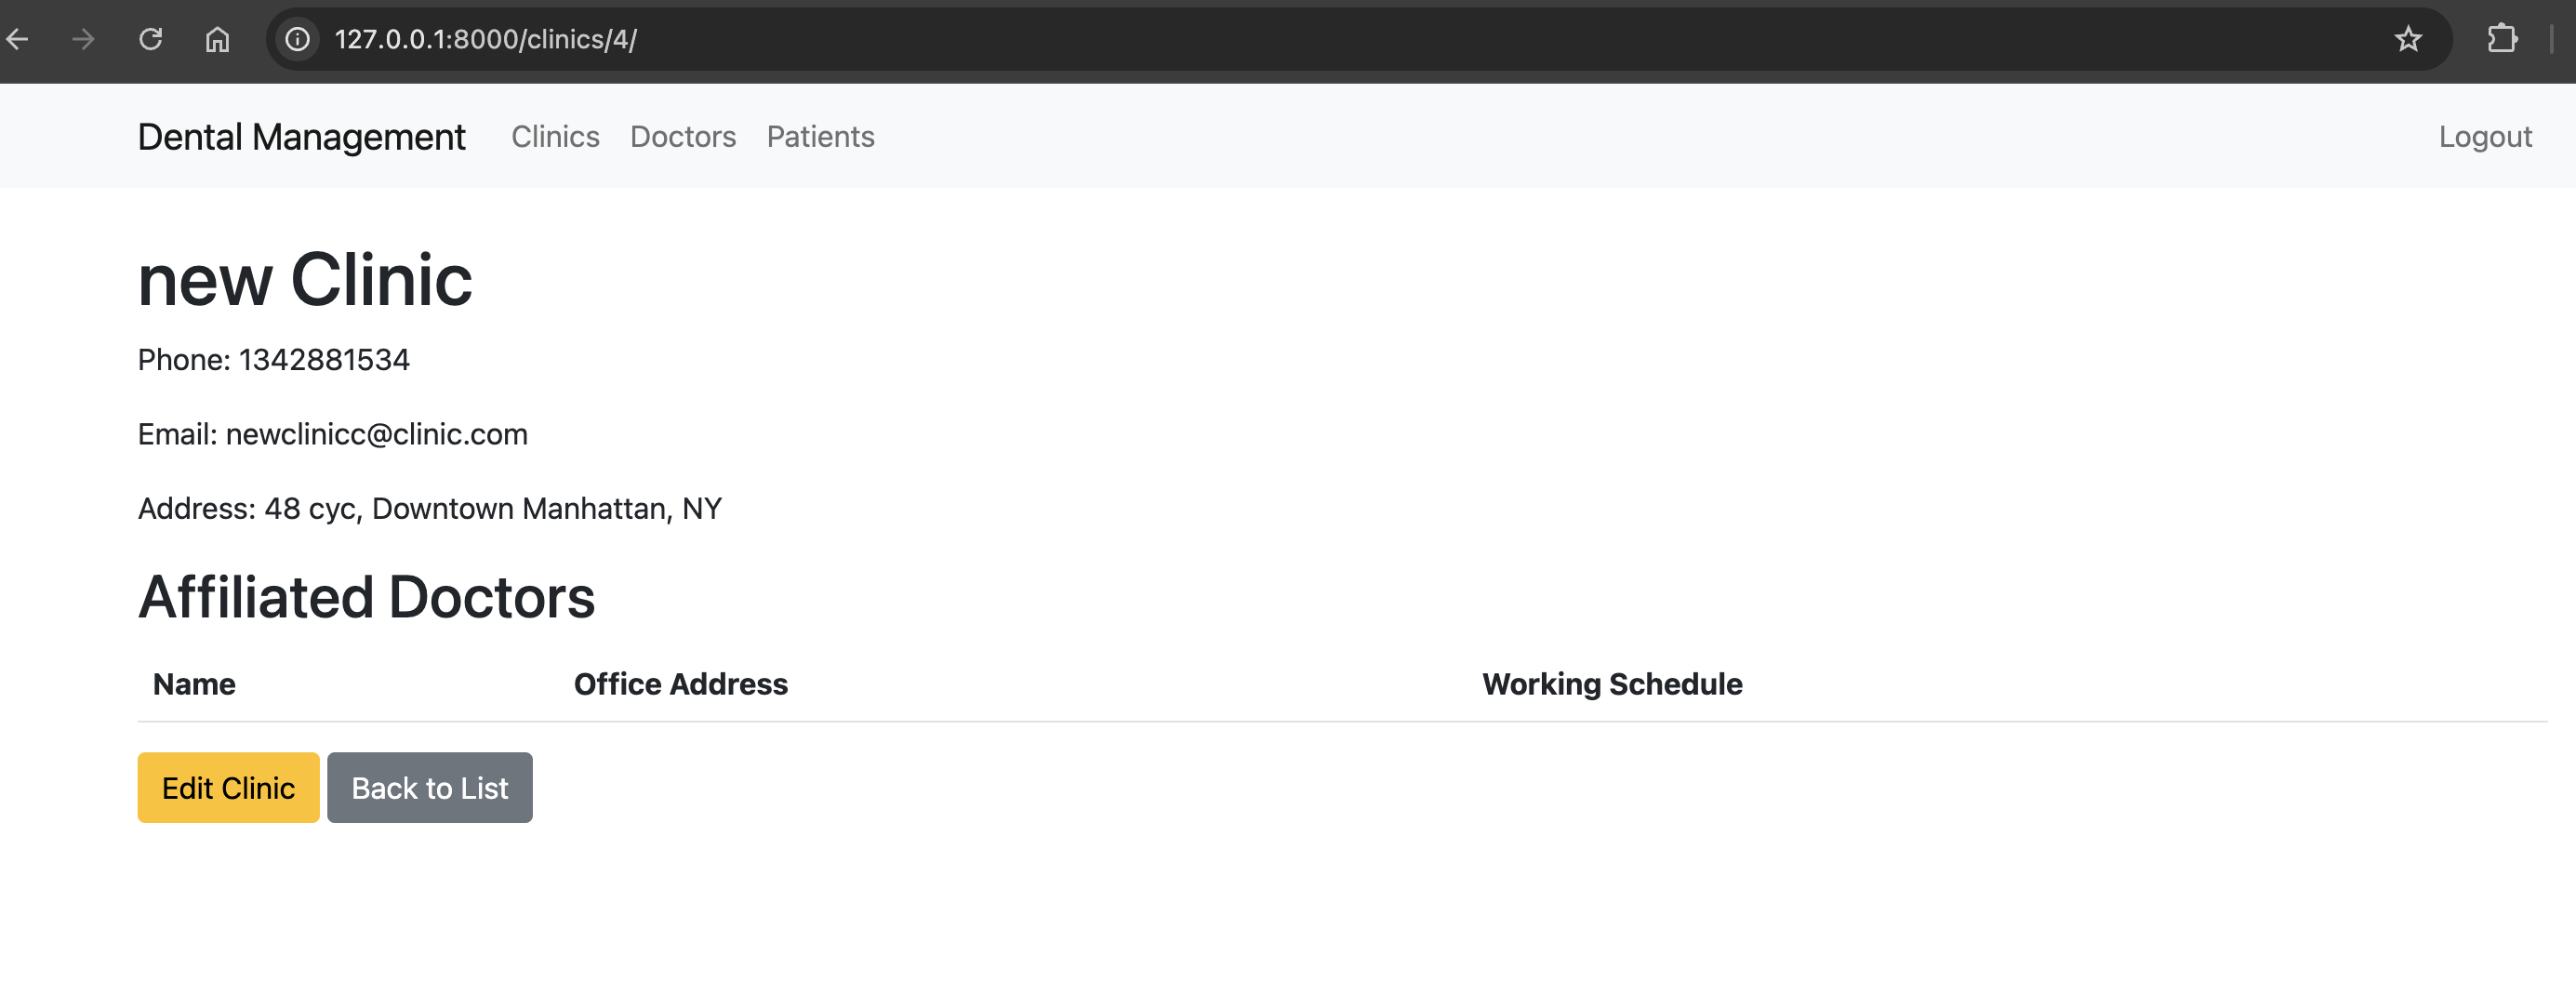 127.0.0.1:8000/clinics/4/
Dental Management Clinics Doctors Patients Logout
new Clinic
Phone: 1342881534
Email: newclinicc@clinic.com
Address: 48 cyc, Downtown Manhattan, NY
Affiliated Doctors
Name Office Address Working Schedule
Edit Clinic Back to List